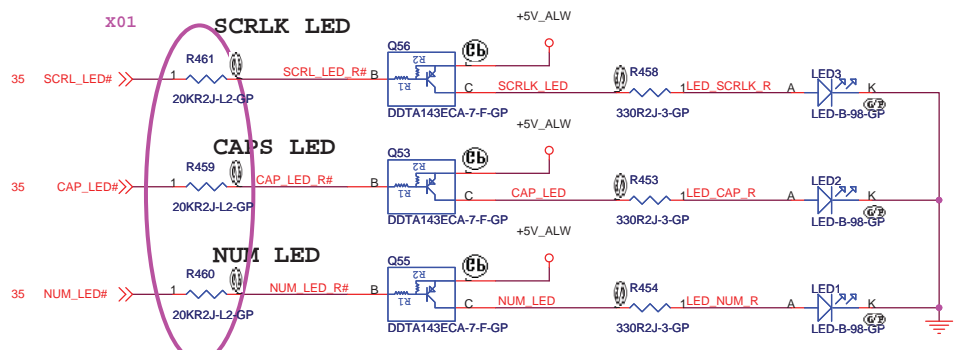 X01
SCRLK LED
+5V_ALW
R461
Q56
R2
R1
B
E
C
35 SCRL_LED# 1
SCRL_LED_R#
20KR2J-L2-GP
DDTA143ECA-7-F-GP
SCRLK_LED
R458
1 LED_SCRLK_R
330R2J-3-GP
LED3
A K
LED-B-98-GP
CAPS LED
+5V_ALW
R459
Q53
R2
R1
B
E
C
35 CAP_LED# 1
CAP_LED_R#
20KR2J-L2-GP
DDTA143ECA-7-F-GP
CAP_LED
R453
1 LED_CAP_R
330R2J-3-GP
LED2
A K
LED-B-98-GP
NUM LED
+5V_ALW
R460
Q55
R2
R1
B
E
C
35 NUM_LED# 1
NUM_LED_R#
20KR2J-L2-GP
DDTA143ECA-7-F-GP
NUM_LED
R454
1 LED_NUM_R
330R2J-3-GP
LED1
A K
LED-B-98-GP